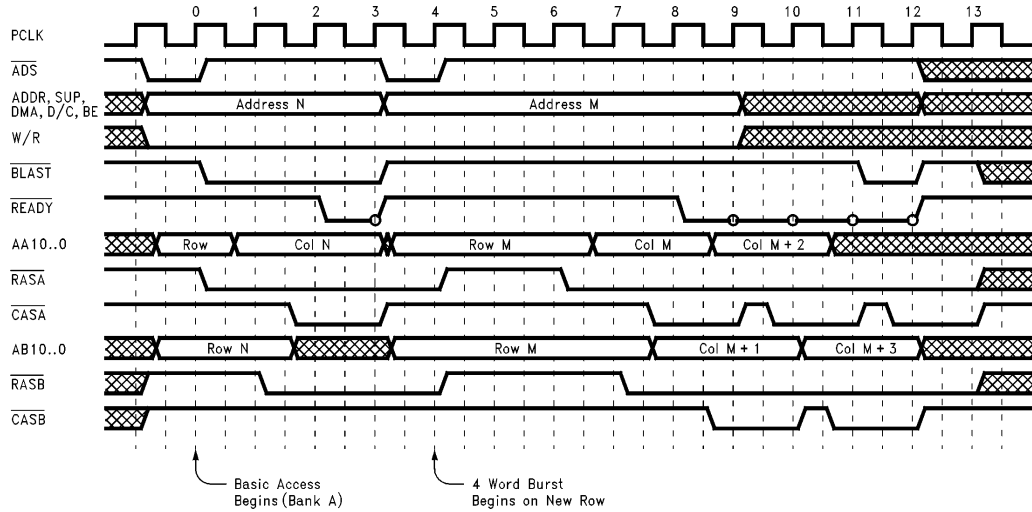 0 1 2 3 4 5 6 7 8 9 10 11 12 13
PCLK
ADS
ADDR, SUP,
DMA, D/C, BE
Address N
Address M
W/R
BLAST
READY
AA10..0
Row
Col N
Row M
Col M
Col M + 2
RASA
CASA
AB10..0
Row N
Row M
Col M + 1
Col M + 3
RASB
CASB
Basic Access
Begins (Bank A)
4 Word Burst
Begins on New Row